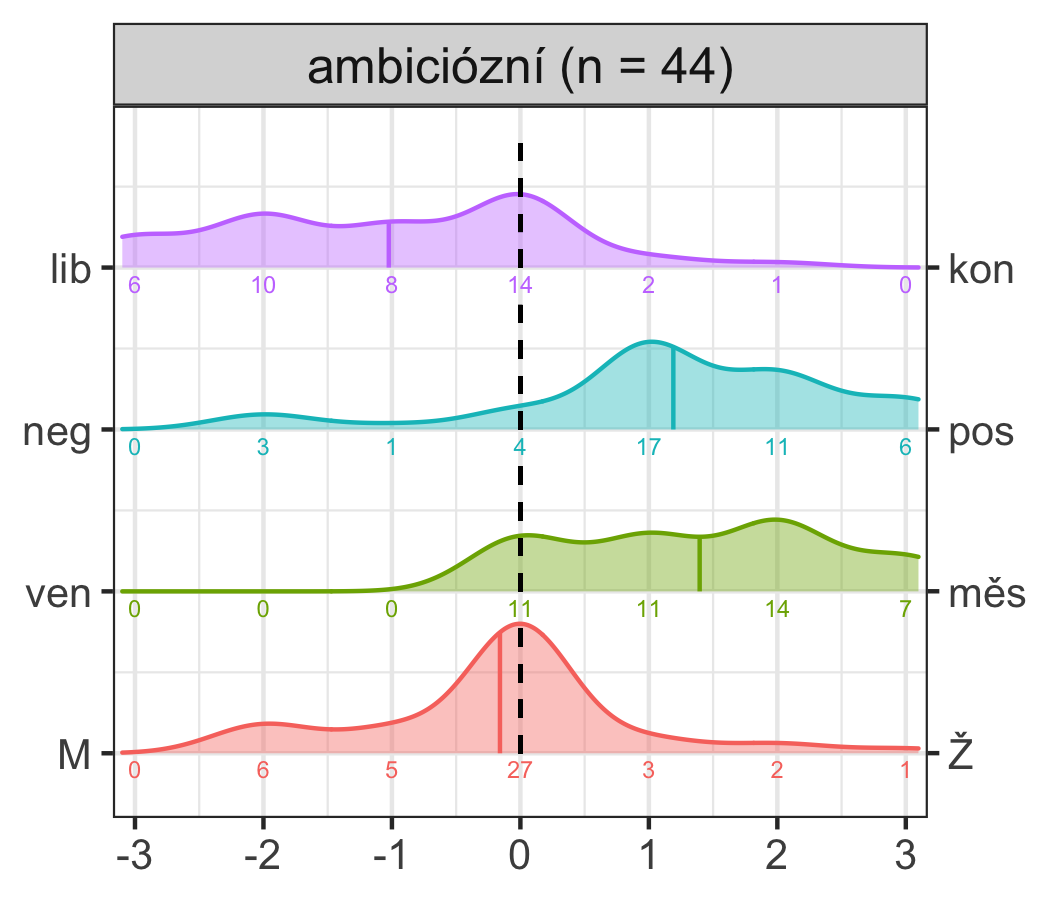 ambiciózní (n = 44)
lib kon
6 10 8 14 2 1 0
neg pos
0 3 1 4 17 11 6
ven měs
0 0 0 11 11 14 7
M Ž
0 6 5 27 3 2 1
-3 -2 -1 0 1 2 3